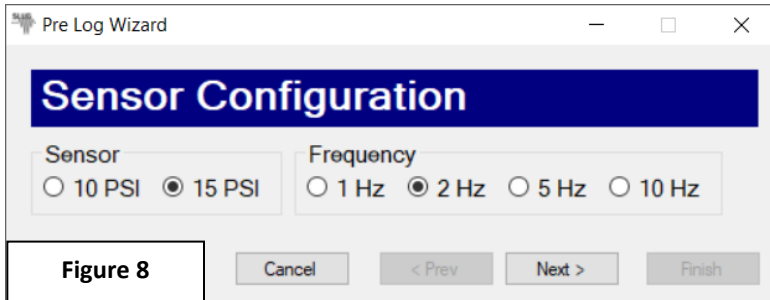 Pre Log Wizard
Sensor Configuration
Sensor
Frequency
10 PSI 15 PSI
1 Hz 2 Hz 5 Hz 10 Hz
Figure 8
Cancel < Prev Next > Finish